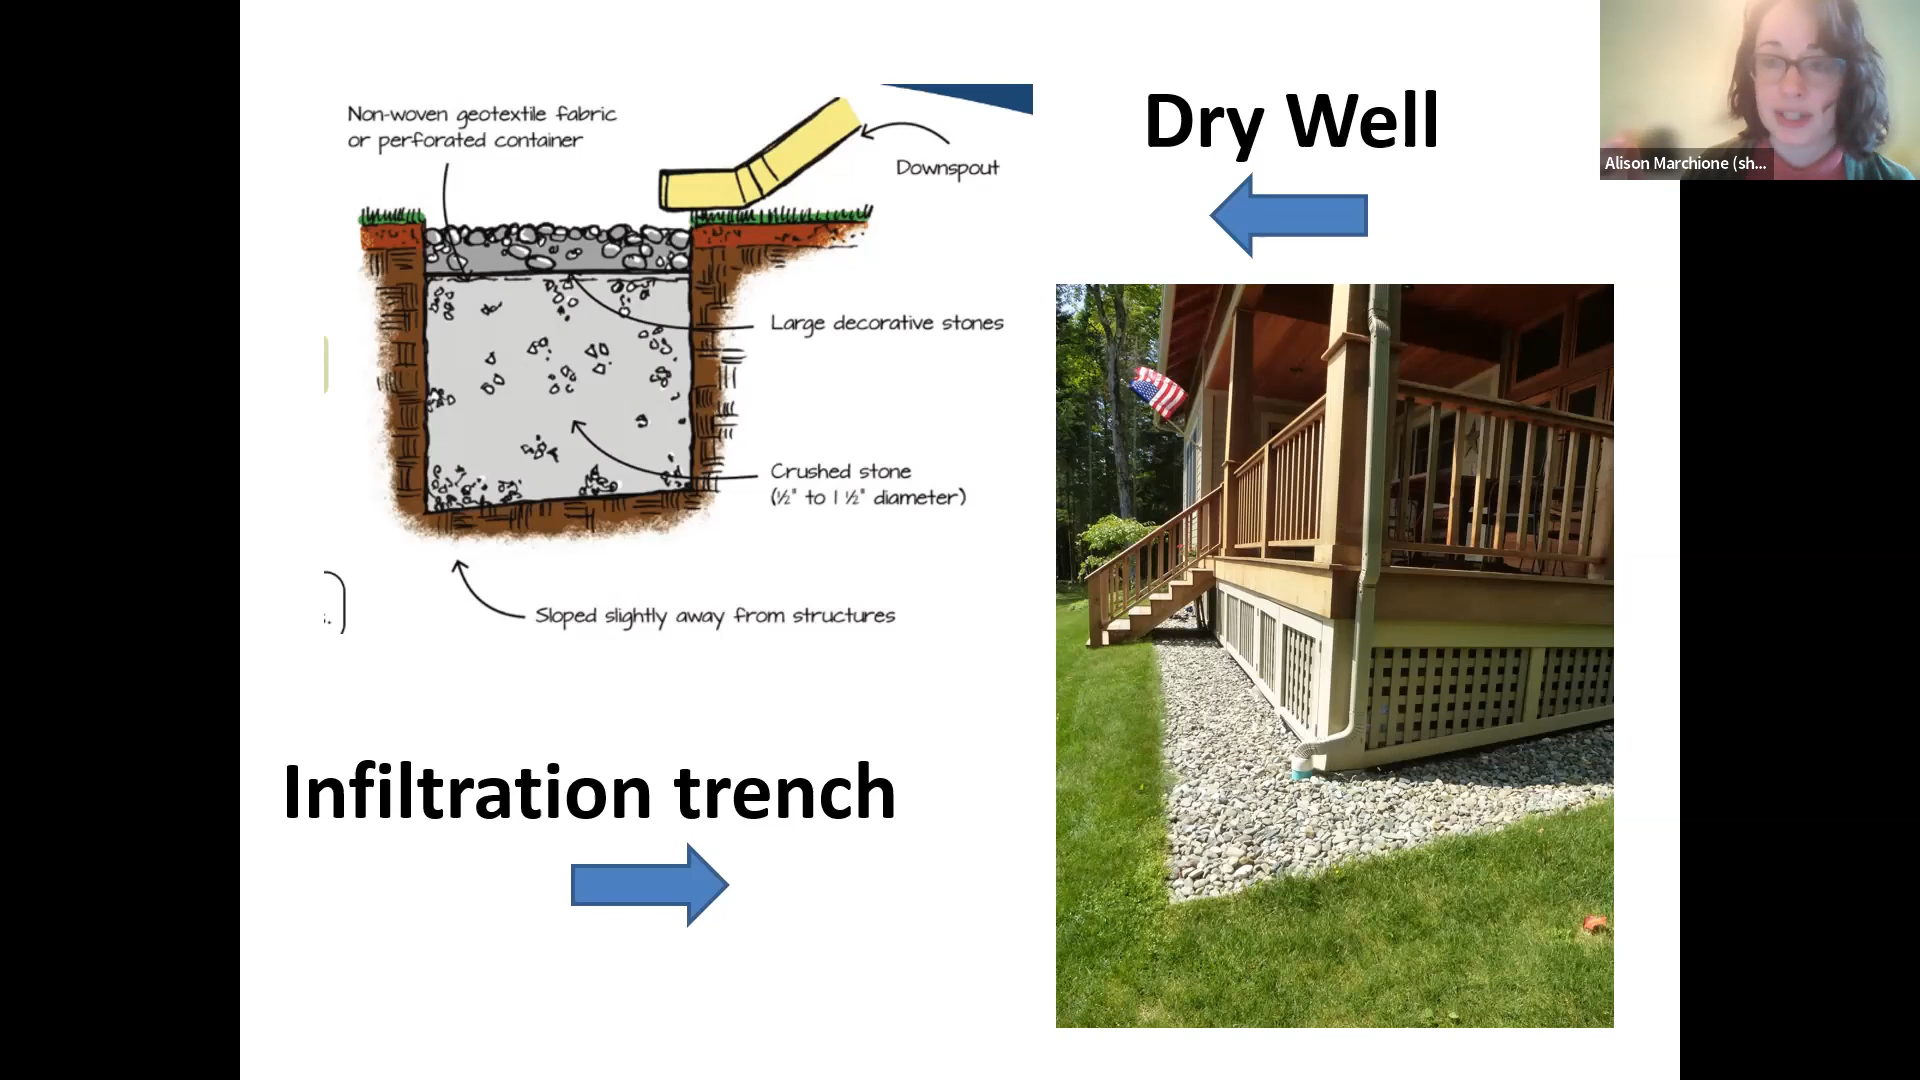 Non-woven geotextile fabric
or perforated container
Downspout
Dry Well
Alison Marchione (sh...
Large decorative stones
Crushed stone
(½" to 1 ½" diameter)
s.
Sloped slightly away from structures
Infiltration trench